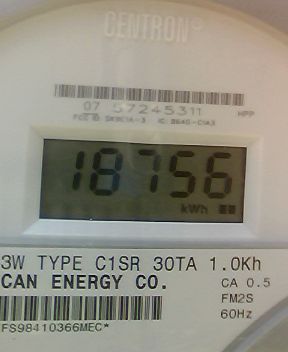 CENTRON®
07 57245311 HPP
18756
kWh
3W TYPE C1SR 30TA 1.0Kh
CAN ENERGY CO. CA 0.5
FM2S
60Hz
FS98410366MEC*